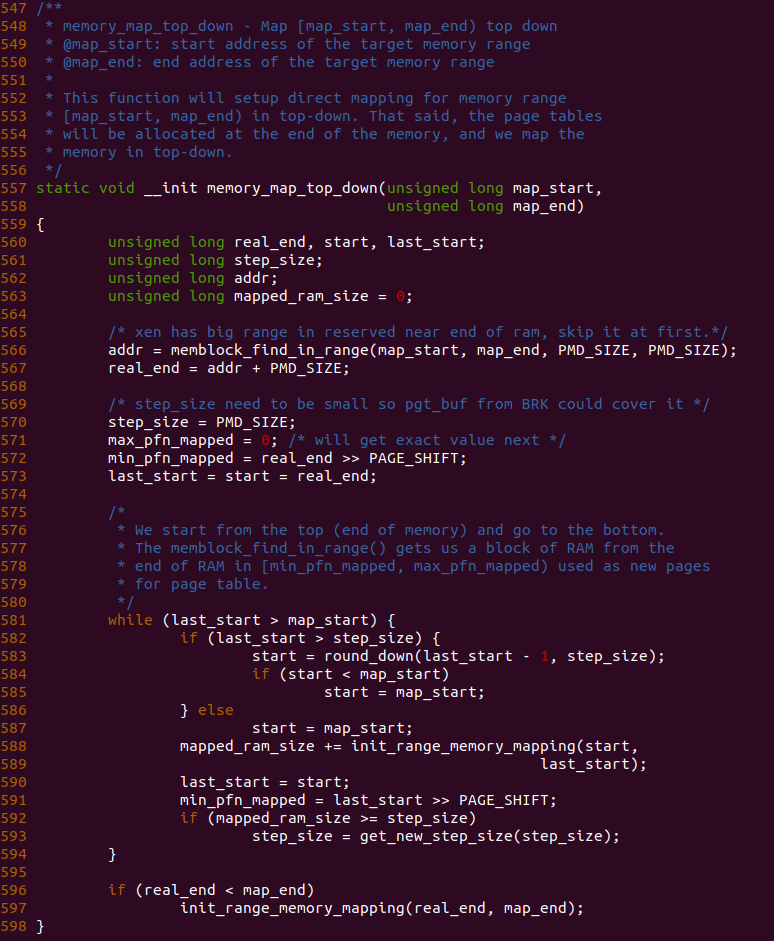 547 /**
548  * memory_map_top_down - Map [map_start, map_end) top down
549  * @map_start: start address of the target memory range
550  * @map_end: end address of the target memory range
551  *
552  * This function will setup direct mapping for memory range
553  * [map_start, map_end) in top-down. That said, the page tables
554  * will be allocated at the end of the memory, and we map the
555  * memory in top-down.
556  */
557 static void __init memory_map_top_down(unsigned long map_start,
558                                        unsigned long map_end)
559 {
560         unsigned long real_end, start, last_start;
561         unsigned long step_size;
562         unsigned long addr;
563         unsigned long mapped_ram_size = 0;
564
565         /* xen has big range in reserved near end of ram, skip it at first.*/
566         addr = memblock_find_in_range(map_start, map_end, PMD_SIZE, PMD_SIZE);
567         real_end = addr + PMD_SIZE;
568
569         /* step_size need to be small so pgt_buf from BRK could cover it */
570         step_size = PMD_SIZE;
571         max_pfn_mapped = 0; /* will get exact value next */
572         min_pfn_mapped = real_end >> PAGE_SHIFT;
573         last_start = start = real_end;
574
575         /*
576          * We start from the top (end of memory) and go to the bottom.
577          * The memblock_find_in_range() gets us a block of RAM from the
578          * end of RAM in [min_pfn_mapped, max_pfn_mapped) used as new pages
579          * for page table.
580          */
581         while (last_start > map_start) {
582                 if (last_start > step_size) {
583                         start = round_down(last_start - 1, step_size);
584                         if (start < map_start)
585                                 start = map_start;
586                 } else
587                         start = map_start;
588                 mapped_ram_size += init_range_memory_mapping(start,
589                                                         last_start);
590                 last_start = start;
591                 min_pfn_mapped = last_start >> PAGE_SHIFT;
592                 if (mapped_ram_size >= step_size)
593                         step_size = get_new_step_size(step_size);
594         }
595
596         if (real_end < map_end)
597                 init_range_memory_mapping(real_end, map_end);
598 }